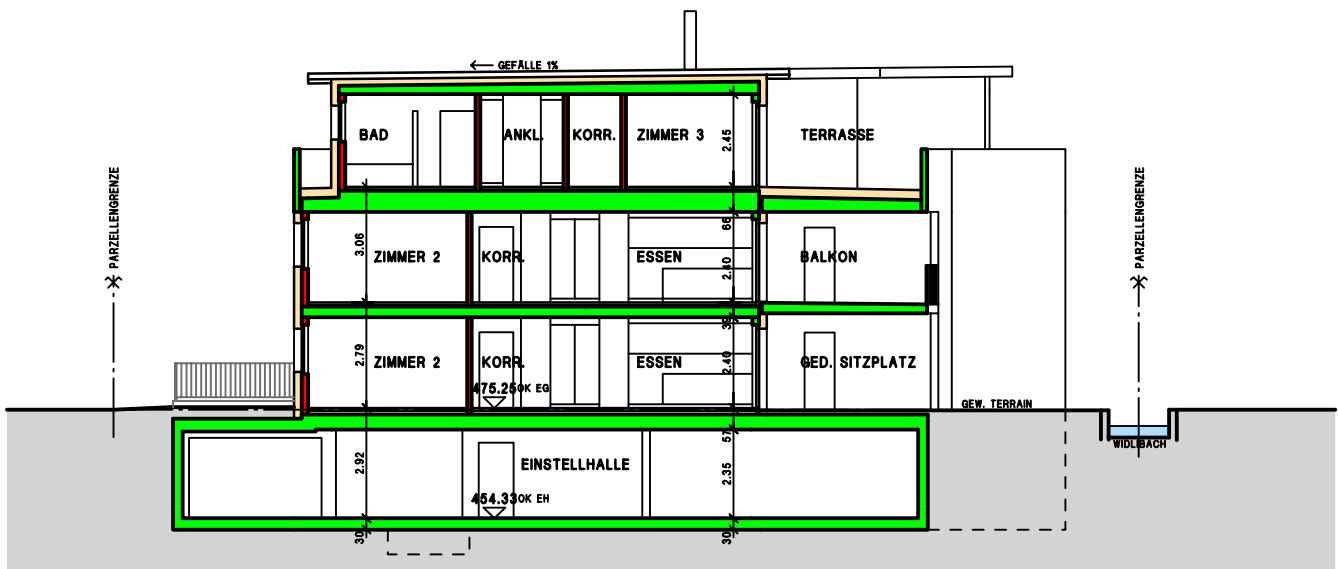 ← GEFÄLLE 1%
BAD
ANKL.
KORR.
ZIMMER 3
2.45
TERRASSE
PARZELLENGRENZE
PARZELLENGRENZE
3.06
ZIMMER 2
KORR.
ESSEN
66
2.40
BALKON
2.79
ZIMMER 2
KORR.
ESSEN
39
2.40
GED. SITZPLATZ
475.25 OK EG
GEW. TERRAIN
WIDLIBACH
2.92
EINSTELLHALLE
57
2.35
454.33 OK EH
30
30